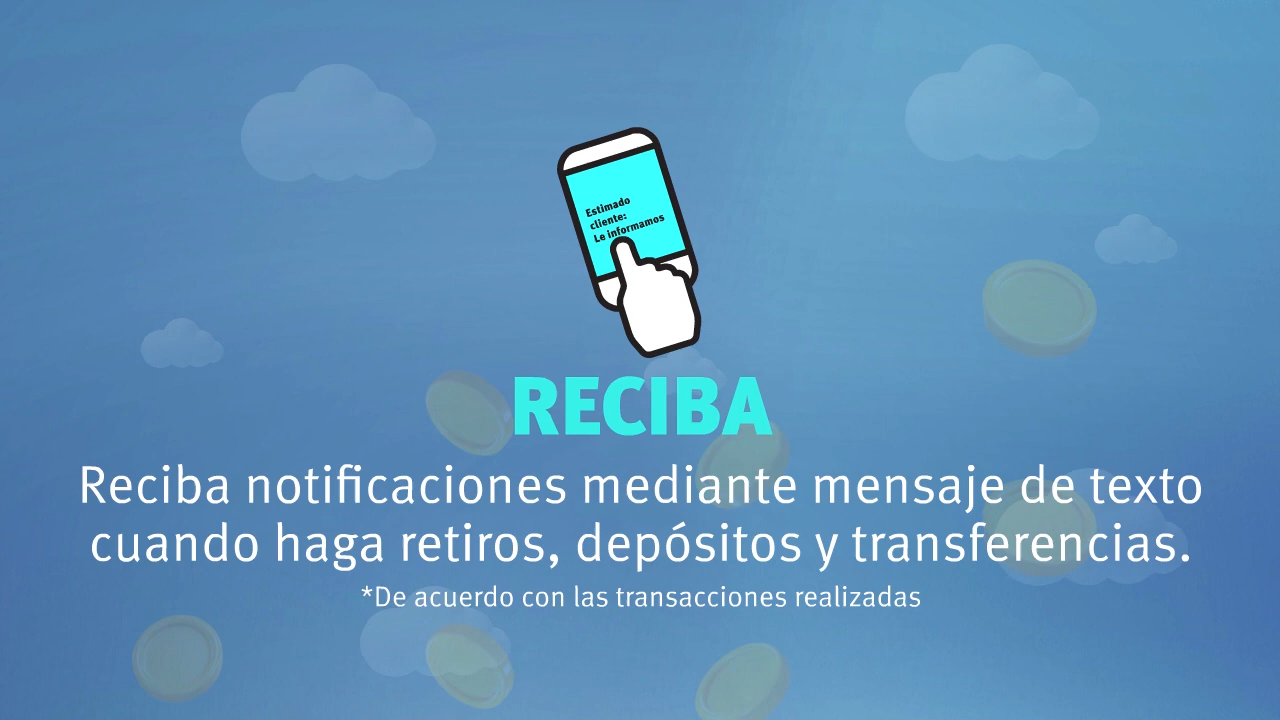 Estimado
cliente:
Le informamos
RECIBA
Reciba notificaciones mediante mensaje de texto
cuando haga retiros, depósitos y transferencias.
*De acuerdo con las transacciones realizadas